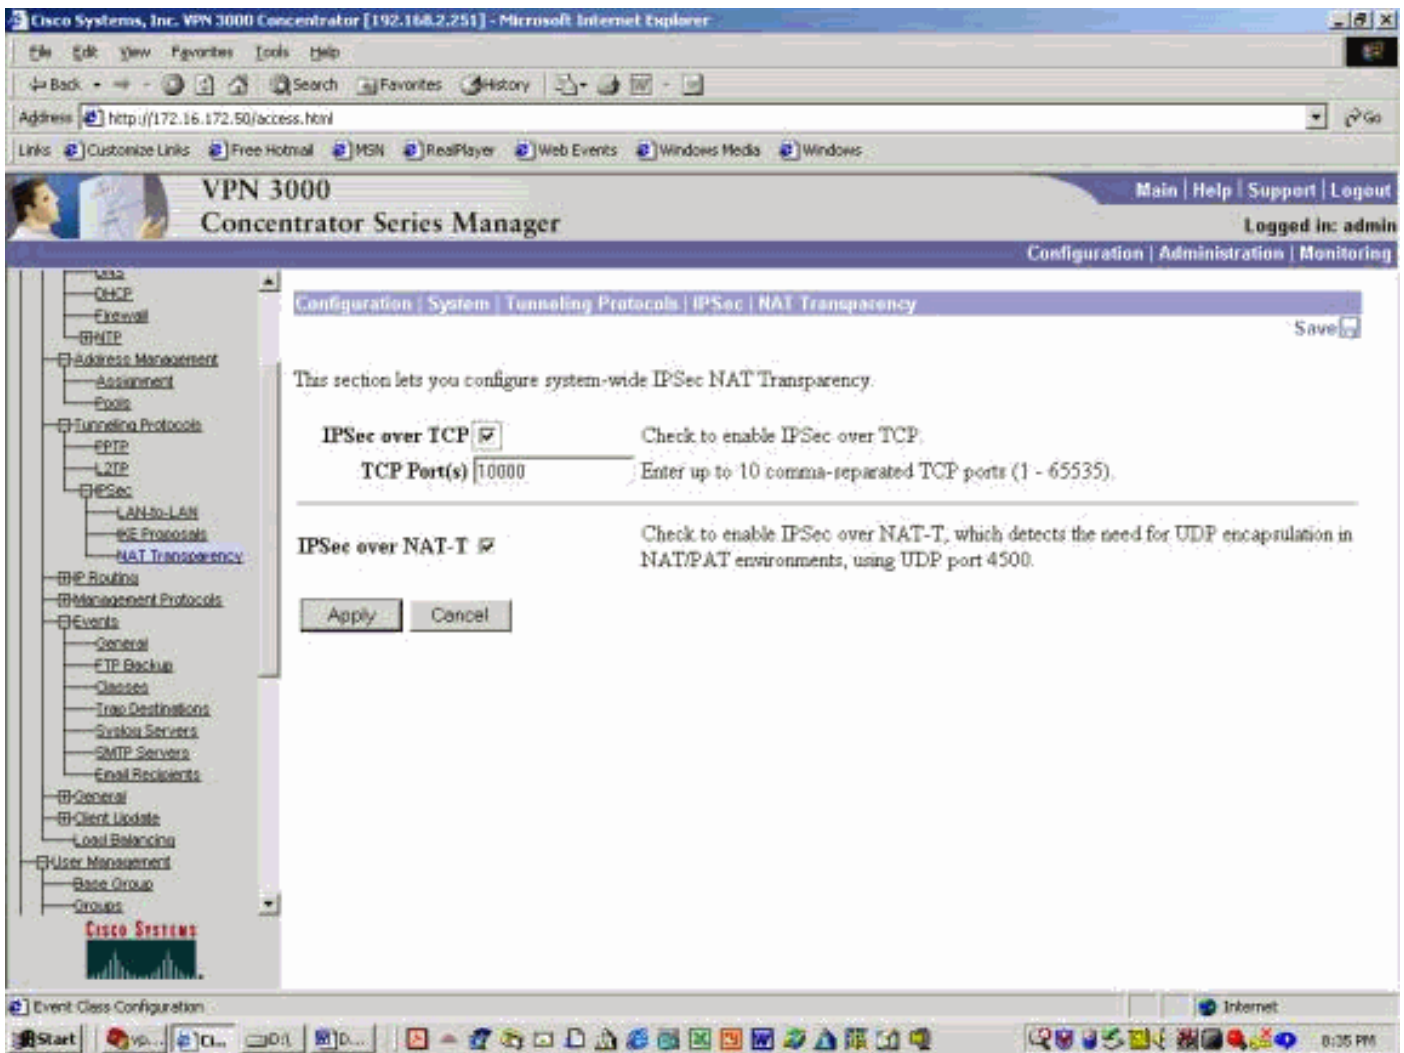 Cisco Systems, Inc. VPN 3000 Concentrator [192.168.2.251] - Microsoft Internet Explorer
File Edit View Favorites Tools Help
Back Search Favorites History
Address http://172.16.172.50/access.html Go
Links Customize Links Free Hotmail MSN RealPlayer Web Events Windows Media Windows
VPN 3000
Concentrator Series Manager
Main | Help | Support | Logout
Logged in: admin
Configuration | Administration | Monitoring
DNS
DHCP
Firewall
NTP
Address Management
Assignment
Pools
Tunneling Protocols
PPTP
L2TP
IPSec
LAN-to-LAN
IKE Proposals
NAT Transparency
IP Routing
Management Protocols
Events
General
FTP Backup
Classes
Trap Destinations
Syslog Servers
SMTP Servers
Email Recipients
General
Client Update
Load Balancing
User Management
Base Group
Groups
CISCO SYSTEMS
Configuration | System | Tunneling Protocols | IPSec | NAT Transparency
Save
This section lets you configure system-wide IPSec NAT Transparency.
IPSec over TCP Check to enable IPSec over TCP.
TCP Port(s) 10000 Enter up to 10 comma-separated TCP ports (1 - 65535).
IPSec over NAT-T Check to enable IPSec over NAT-T, which detects the need for UDP encapsulation in
NAT/PAT environments, using UDP port 4500.
Apply Cancel
Event Class Configuration Internet
Start vp... Ci... D:\ D... 8:35 PM